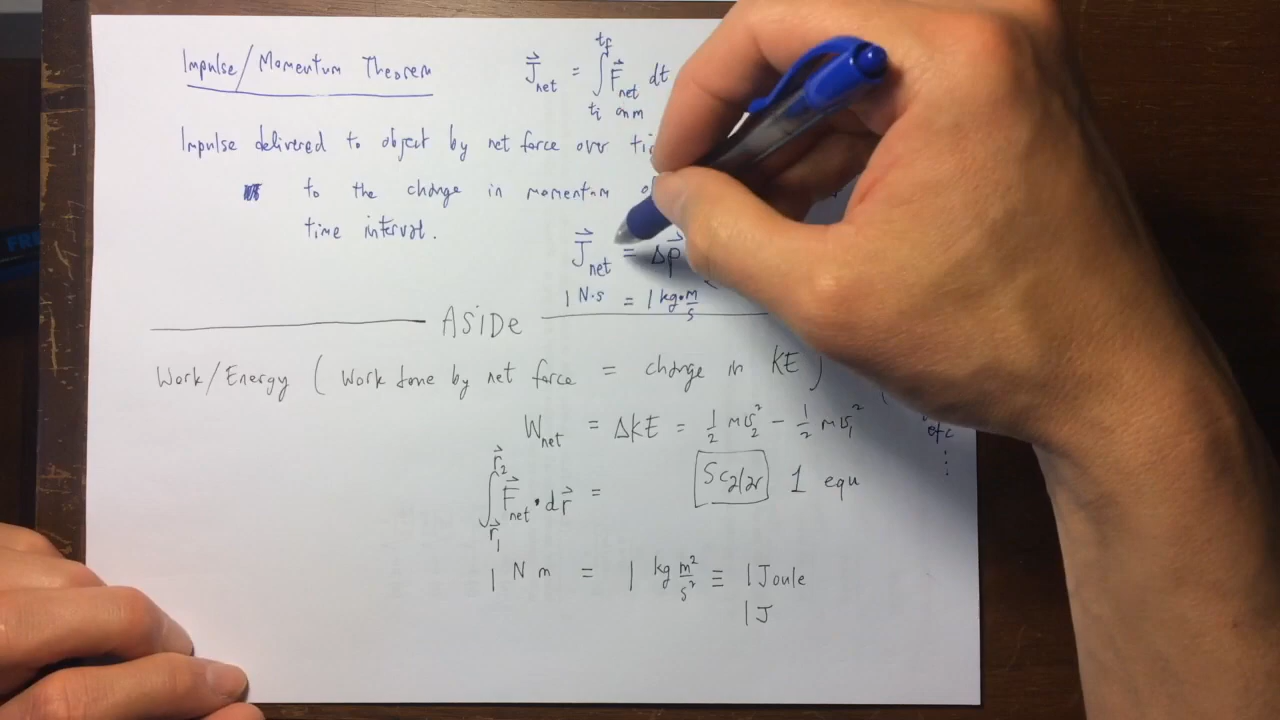 Impulse/Momentum Theorem
J⃗net = ∫ti^tf F⃗net on m dt
Impulse delivered to object by net force over
to the change in momentum
time interval.
J⃗net = Δp⃗
1 N·s = 1 kg·m/s
ASIDE
Work/Energy ( Work done by net force = change in KE )
Wnet = ΔKE = 1/2 mv₂² − 1/2 mv₁²
etc
⋮
∫r⃗₁^r⃗₂ F⃗net · dr⃗ = Scalar 1 equ
1 N m = 1 kg m²/s² ≡ 1 Joule
1 J